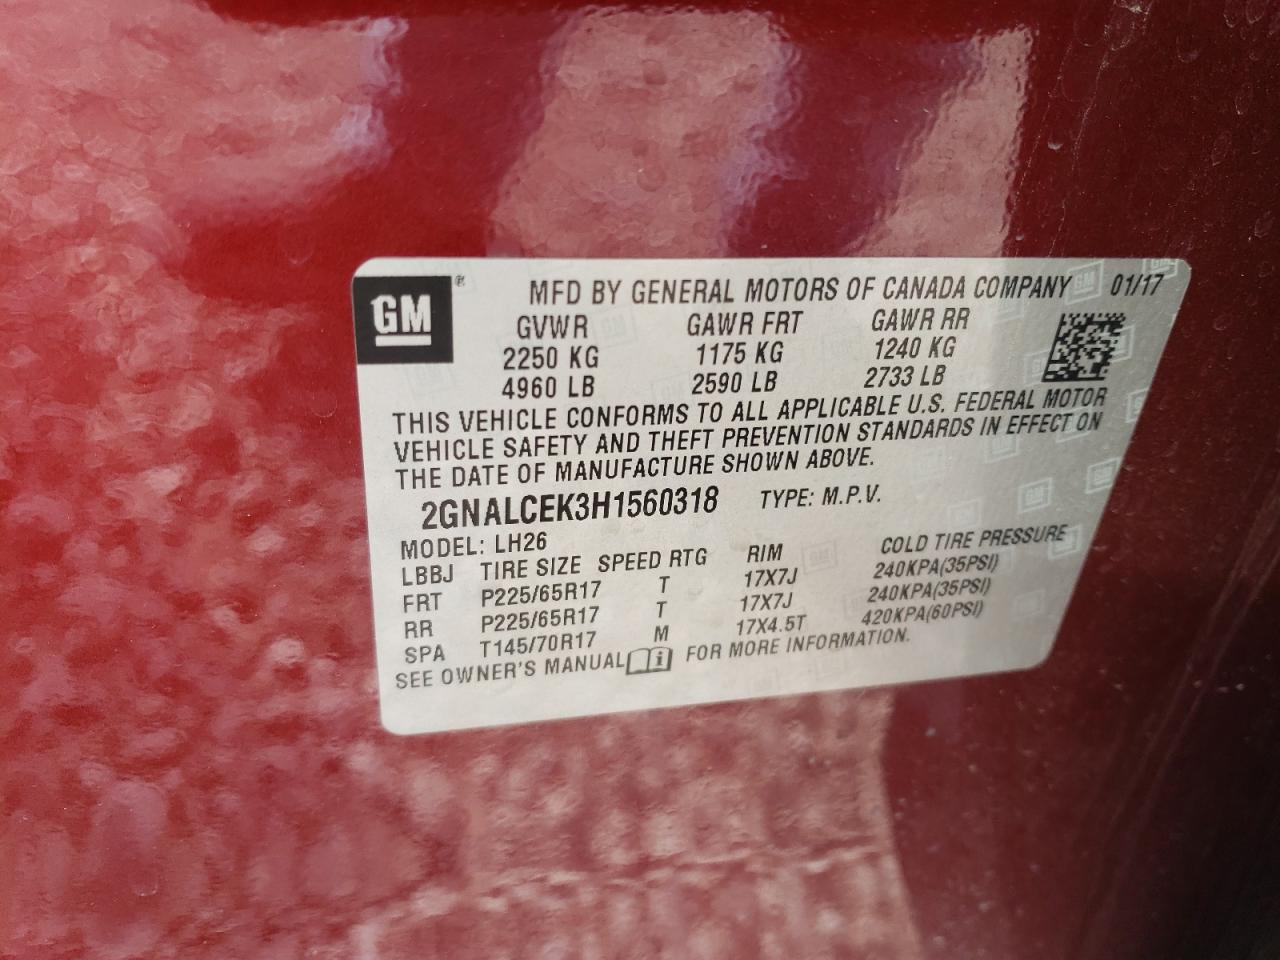 GM®
MFD BY GENERAL MOTORS OF CANADA COMPANY 01/17
GVWR GAWR FRT GAWR RR
2250 KG 1175 KG 1240 KG
4960 LB 2590 LB 2733 LB
THIS VEHICLE CONFORMS TO ALL APPLICABLE U.S. FEDERAL MOTOR
VEHICLE SAFETY AND THEFT PREVENTION STANDARDS IN EFFECT ON
THE DATE OF MANUFACTURE SHOWN ABOVE.
2GNALCEK3H1560318 TYPE: M.P.V.
MODEL: LH26
LBBJ TIRE SIZE SPEED RTG RIM COLD TIRE PRESSURE
FRT P225/65R17 T 17X7J 240KPA(35PSI)
RR P225/65R17 T 17X7J 240KPA(35PSI)
SPA T145/70R17 M 17X4.5T 420KPA(60PSI)
SEE OWNER'S MANUAL FOR MORE INFORMATION.